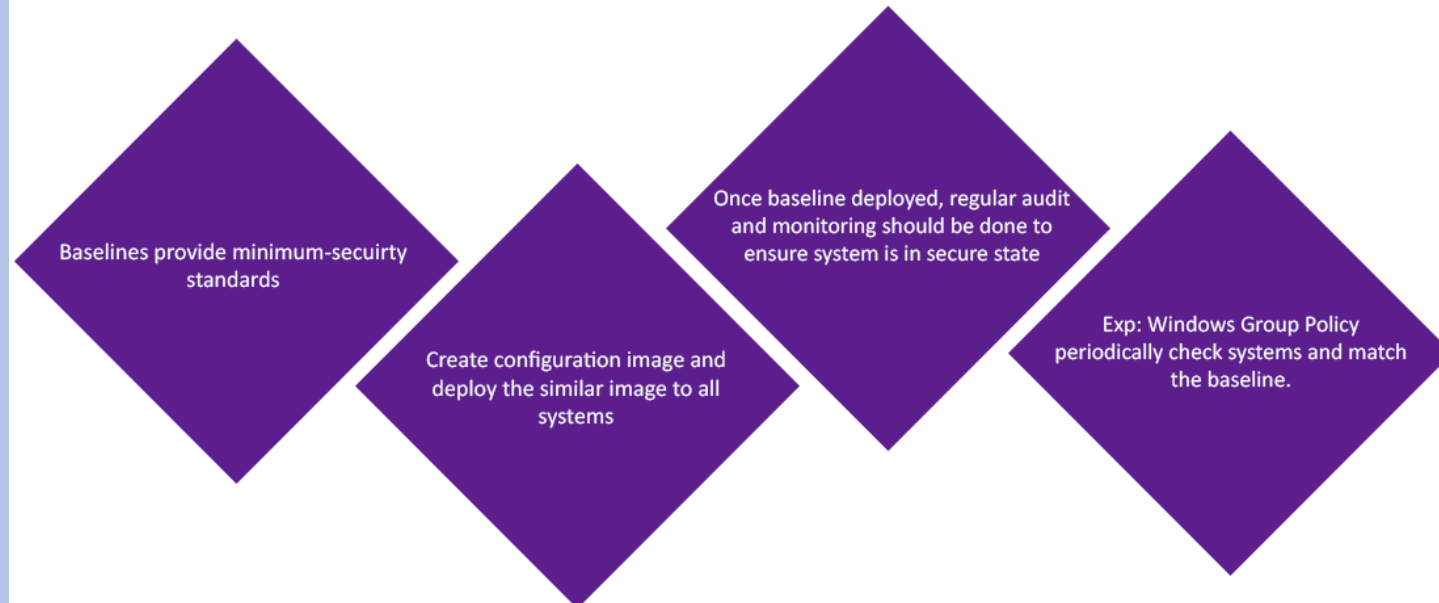 Baselines provide minimum-secuirty
standards
Create configuration image and
deploy the similar image to all
systems
Once baseline deployed, regular audit
and monitoring should be done to
ensure system is in secure state
Exp: Windows Group Policy
periodically check systems and match
the baseline.